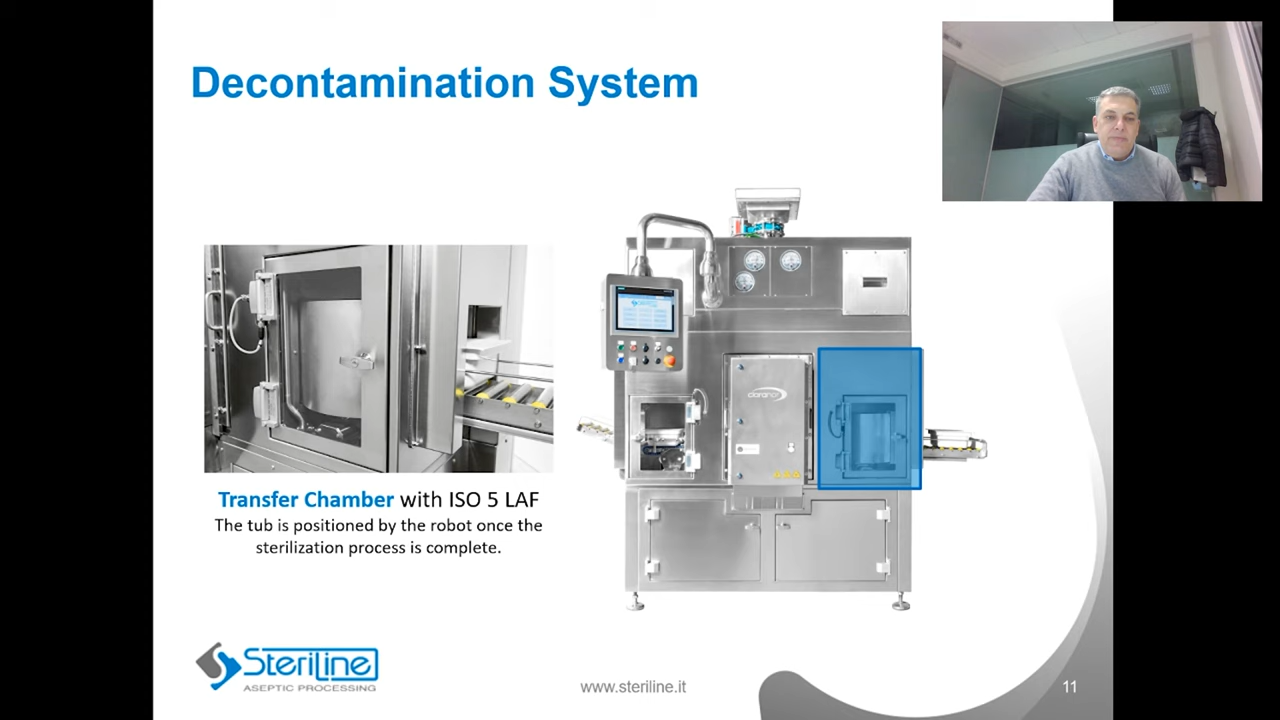 Decontamination System
claranor
Transfer Chamber with ISO 5 LAF
The tub is positioned by the robot once the
sterilization process is complete.
SteriLine
ASEPTIC PROCESSING
www.steriline.it
11